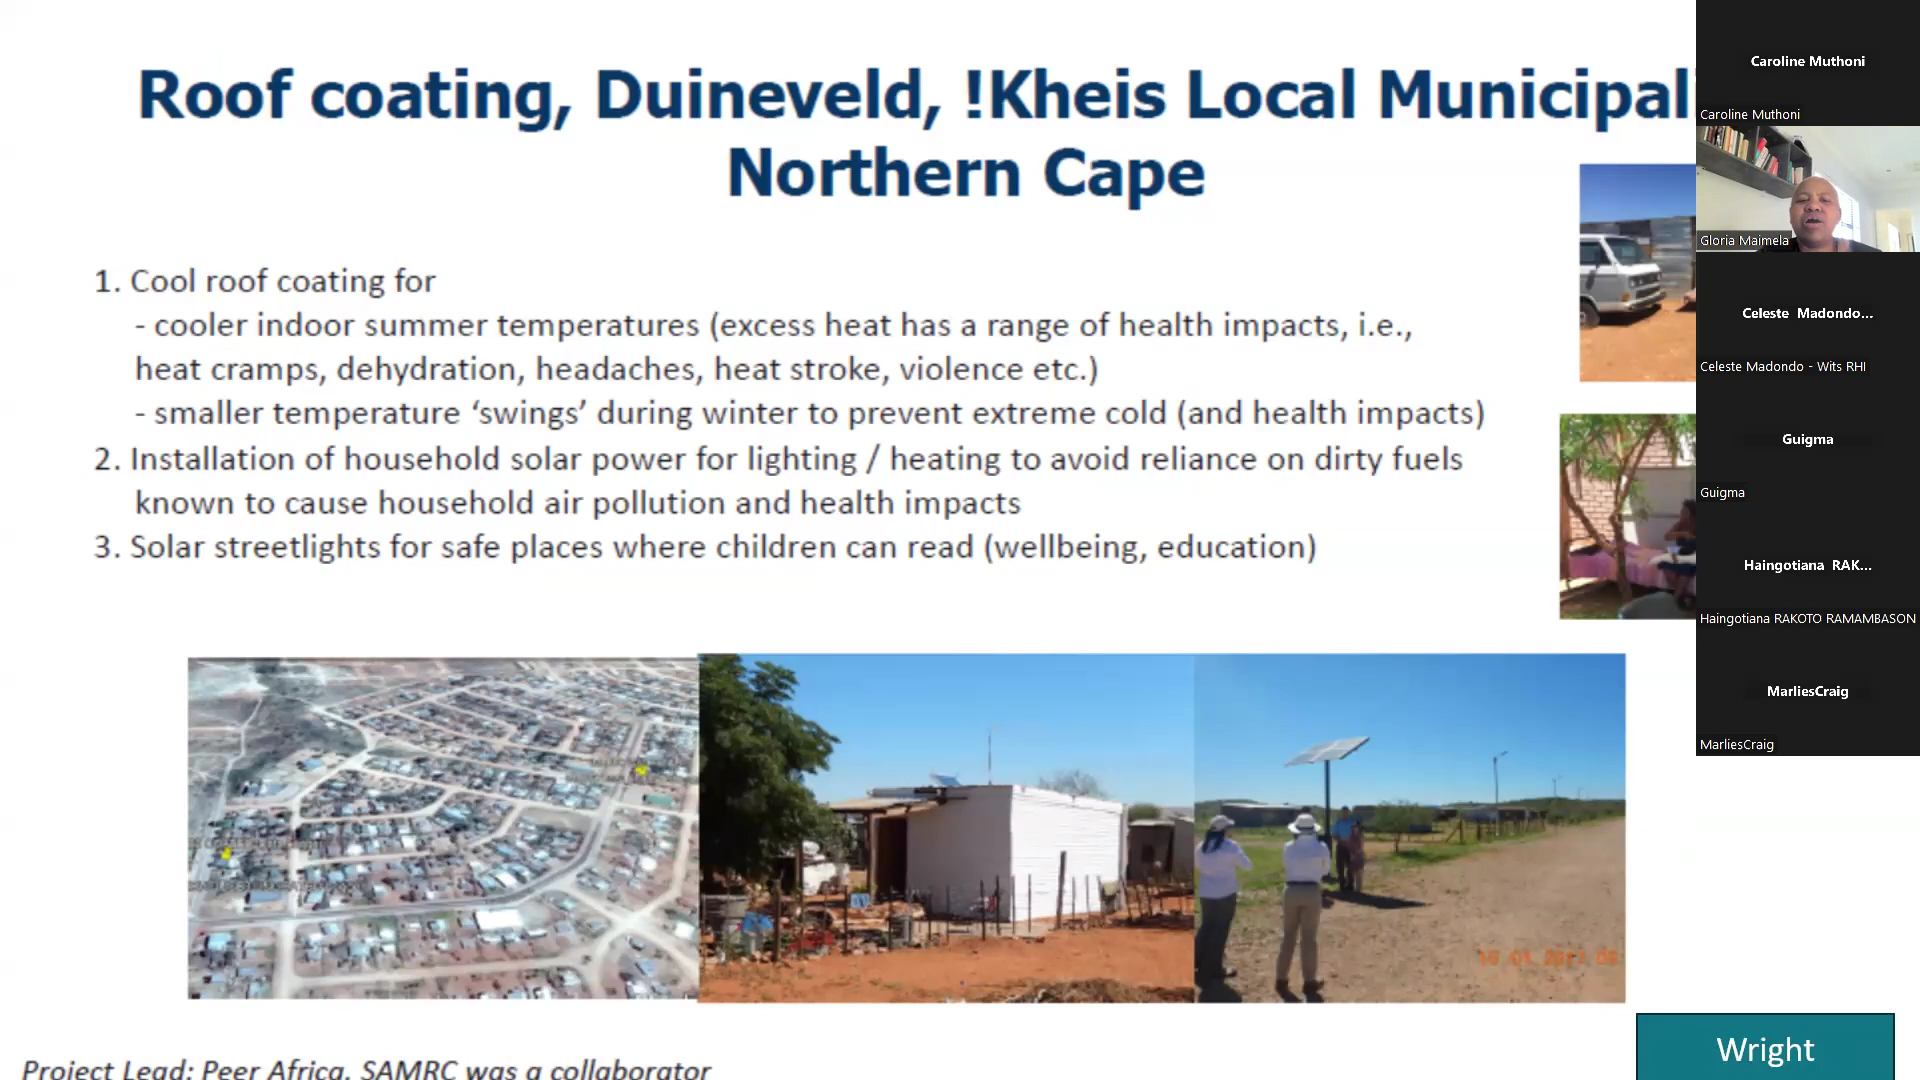 Roof coating, Duineveld, !Kheis Local Municipal
Northern Cape
1. Cool roof coating for
- cooler indoor summer temperatures (excess heat has a range of health impacts, i.e.,
heat cramps, dehydration, headaches, heat stroke, violence etc.)
- smaller temperature ‘swings’ during winter to prevent extreme cold (and health impacts)
2. Installation of household solar power for lighting / heating to avoid reliance on dirty fuels
known to cause household air pollution and health impacts
3. Solar streetlights for safe places where children can read (wellbeing, education)
Project Lead: Peer Africa, SAMRC was a collaborator
Wright
Caroline Muthoni
Caroline Muthoni
Gloria Maimela
Celeste Madondo...
Celeste Madondo - Wits RHI
Guigma
Guigma
Haingotiana RAK...
Haingotiana RAKOTO RAMAMBASON
MarliesCraig
MarliesCraig